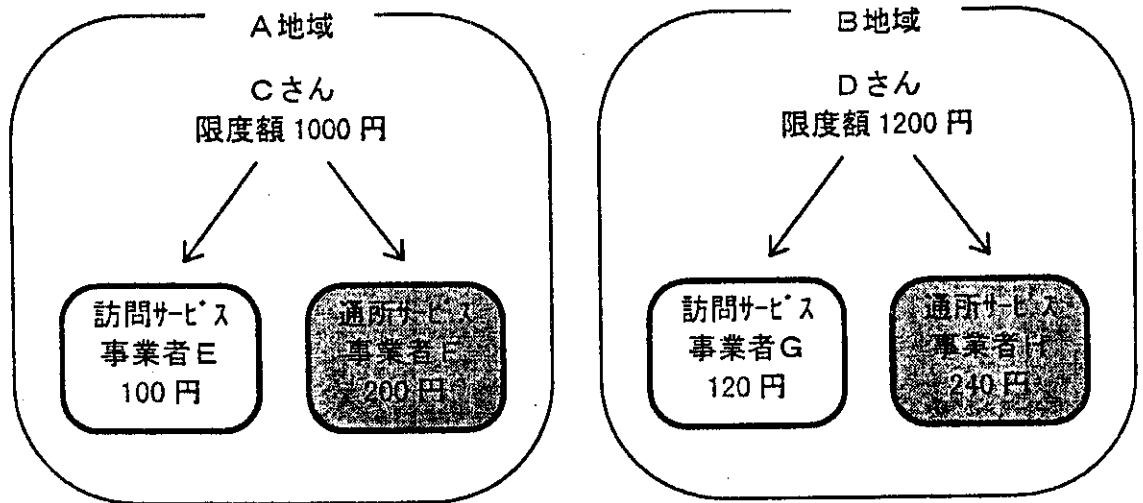 A地域
Cさん
限度額 1000 円
訪問サービス
事業者E
100 円
通所サービス
事業者F
200 円
B地域
Dさん
限度額 1200 円
訪問サービス
事業者G
120 円
通所サービス
事業者H
240 円